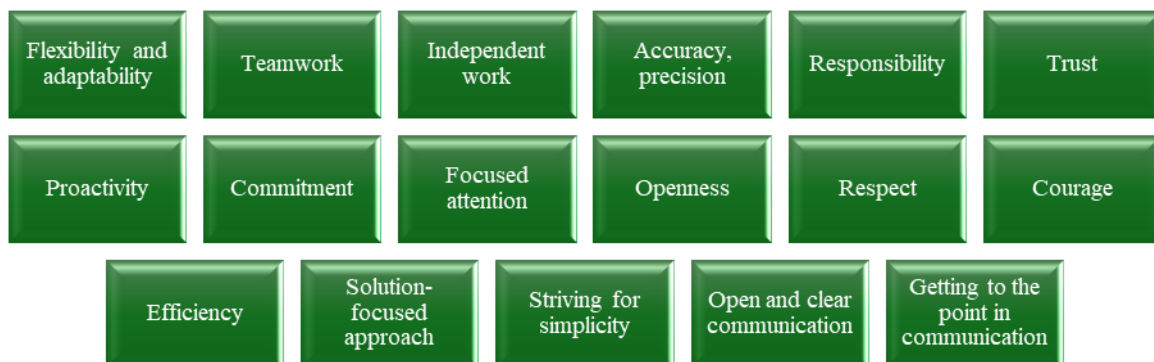 Flexibility and
adaptability
Teamwork
Independent
work
Accuracy,
precision
Responsibility
Trust
Proactivity
Commitment
Focused
attention
Openness
Respect
Courage
Efficiency
Solution-
focused
approach
Striving for
simplicity
Open and clear
communication
Getting to the
point in
communication